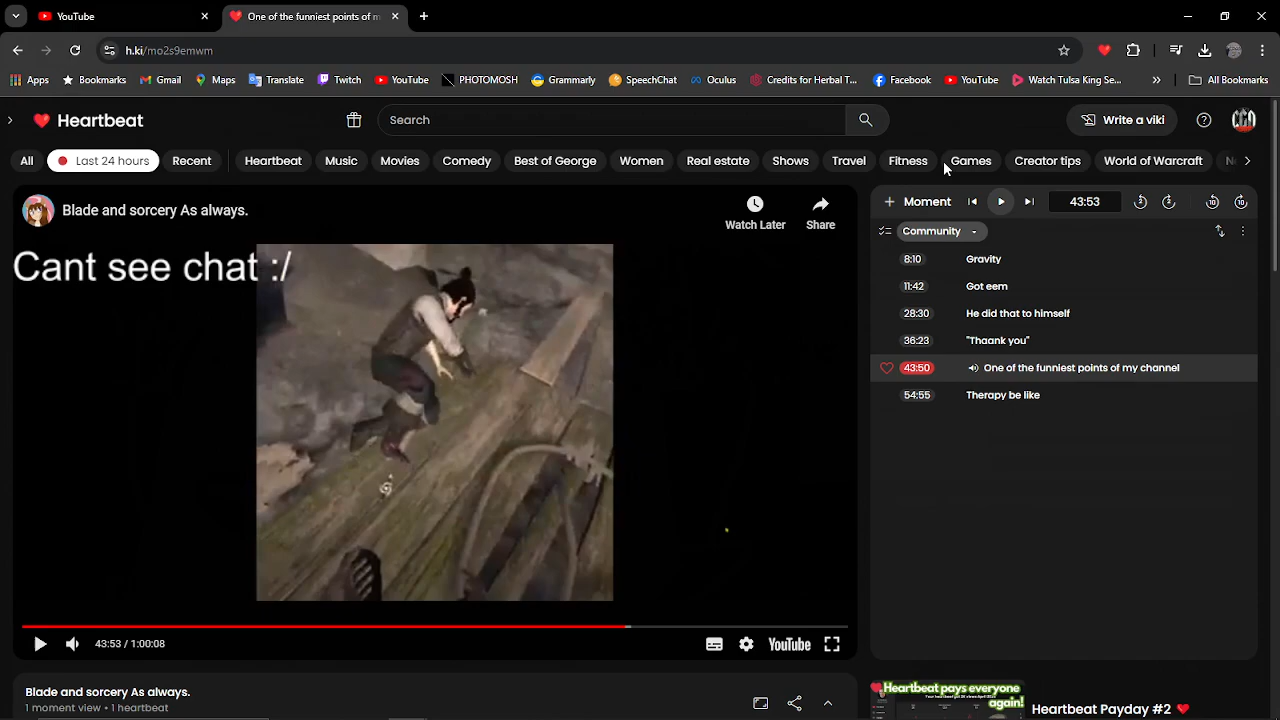 YouTube
One of the funniest points of m
h.ki/mo2s9emwm
Apps
Bookmarks
Gmail
Maps
Translate
Twitch
YouTube
PHOTOMOSH
Grammarly
SpeechChat
Oculus
Credits for Herbal T...
Facebook
YouTube
Watch Tulsa King Se...
All Bookmarks
Heartbeat
Search
Write a viki
All
Last 24 hours
Recent
Heartbeat
Music
Movies
Comedy
Best of George
Women
Real estate
Shows
Travel
Fitness
Games
Creator tips
World of Warcraft
Blade and sorcery As always.
Watch Later
Share
Cant see chat :/
43:53 / 1:00:08
YouTube
Blade and sorcery As always.
1 moment view • 1 heartbeat
+ Moment
43:53
Community
8:10 Gravity
11:42 Got eem
28:30 He did that to himself
36:23 "Thaank you"
43:50 One of the funniest points of my channel
54:55 Therapy be like
Heartbeat pays everyone
again!
Heartbeat Payday #2